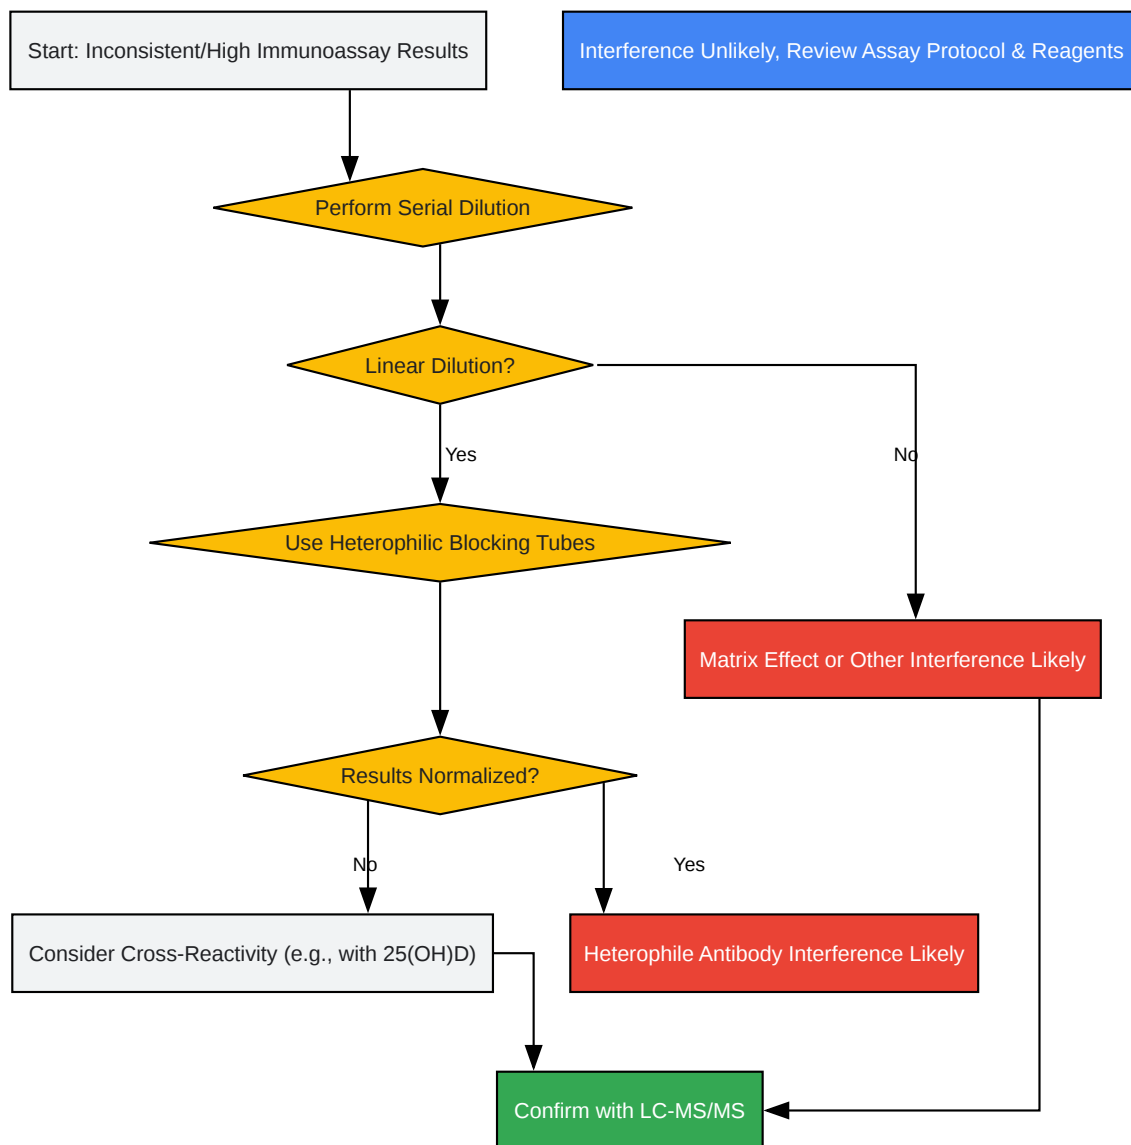 Start: Inconsistent/High Immunoassay Results
Interference Unlikely, Review Assay Protocol & Reagents
Perform Serial Dilution
Linear Dilution?
Yes
No
Use Heterophilic Blocking Tubes
Matrix Effect or Other Interference Likely
Results Normalized?
No
Yes
Consider Cross-Reactivity (e.g., with 25(OH)D)
Heterophile Antibody Interference Likely
Confirm with LC-MS/MS